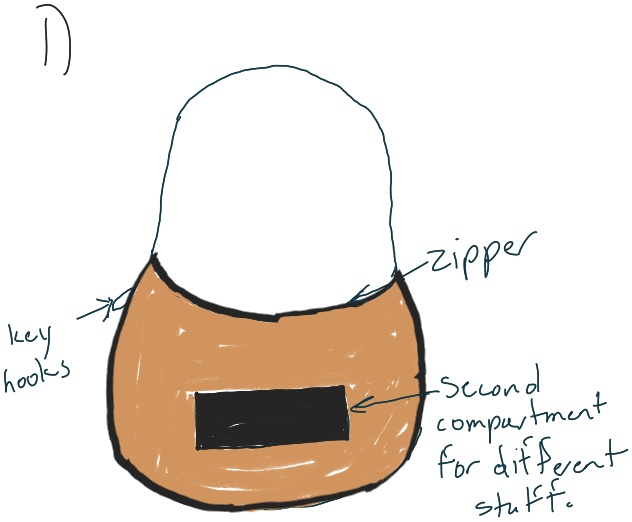 1)
zipper
key
hooks
second
compartment
for different
stuff.